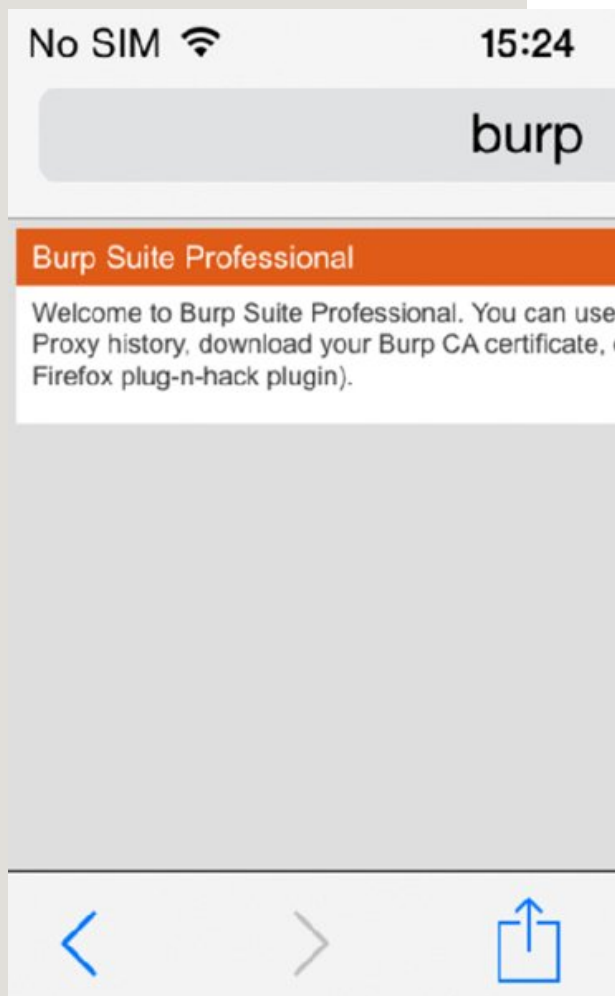 No SIM 15:24
burp
Burp Suite Professional
Welcome to Burp Suite Professional. You can use
Proxy history, download your Burp CA certificate,
Firefox plug-n-hack plugin).